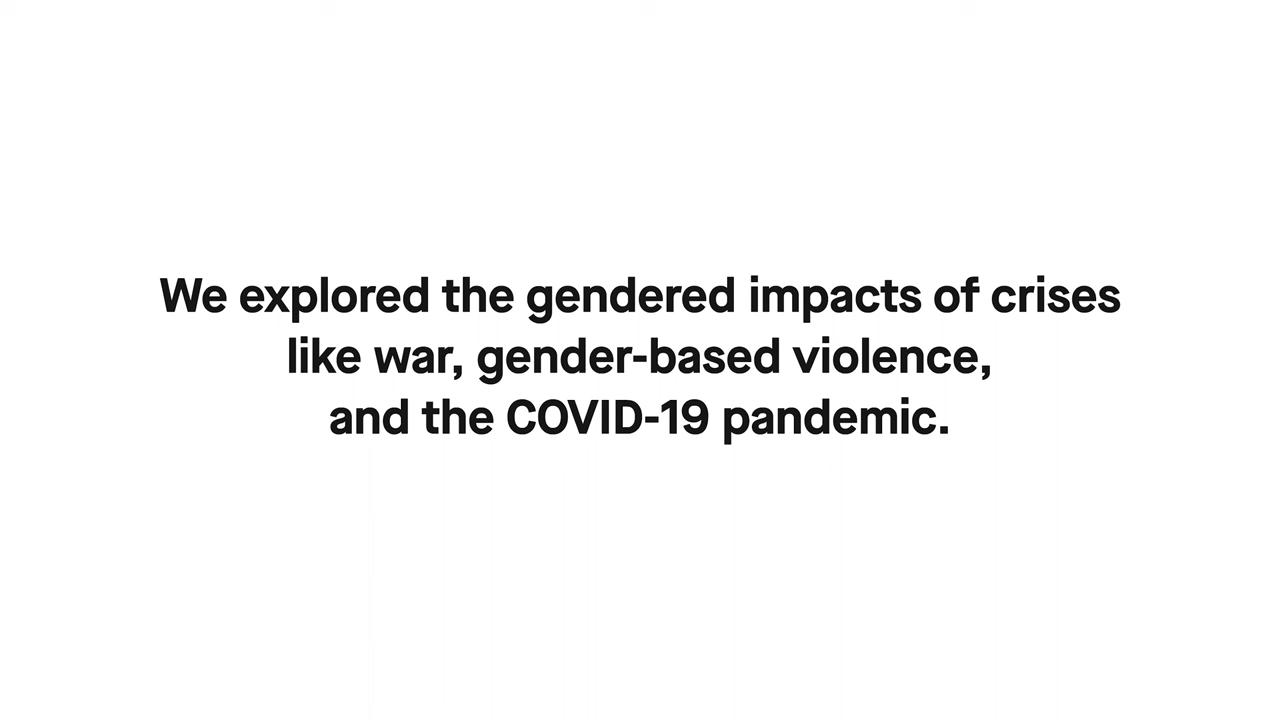 We explored the gendered impacts of crises
like war, gender-based violence,
and the COVID-19 pandemic.